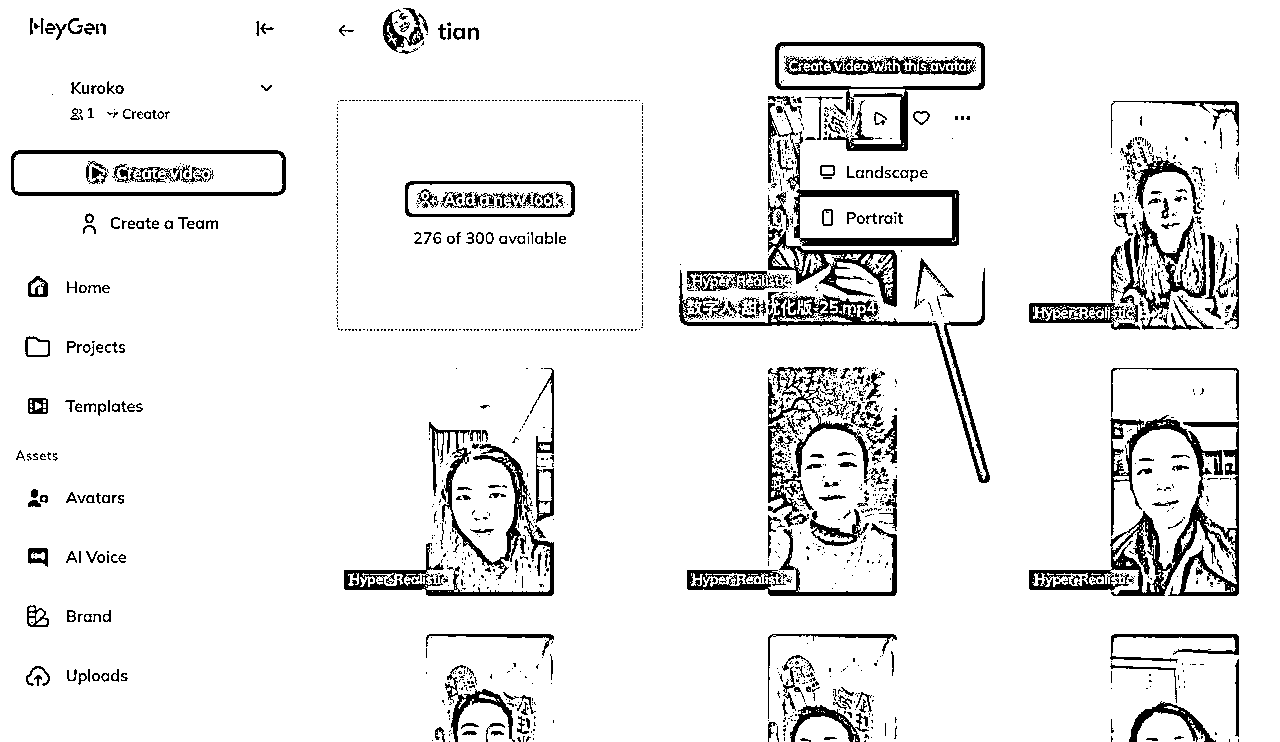 HeyGen
Kuroko
1 Creator
Create video
Create a Team
Home
Projects
Templates
Assets
Avatars
AI Voice
Brand
Uploads
tian
Add a new look
276 of 300 available
Create video with this avatar
Landscape
Portrait
Hyper-Realistic
数字人 优化版 25.mp4
Hyper-Realistic
Hyper-Realistic
Hyper-Realistic
Hyper-Realistic